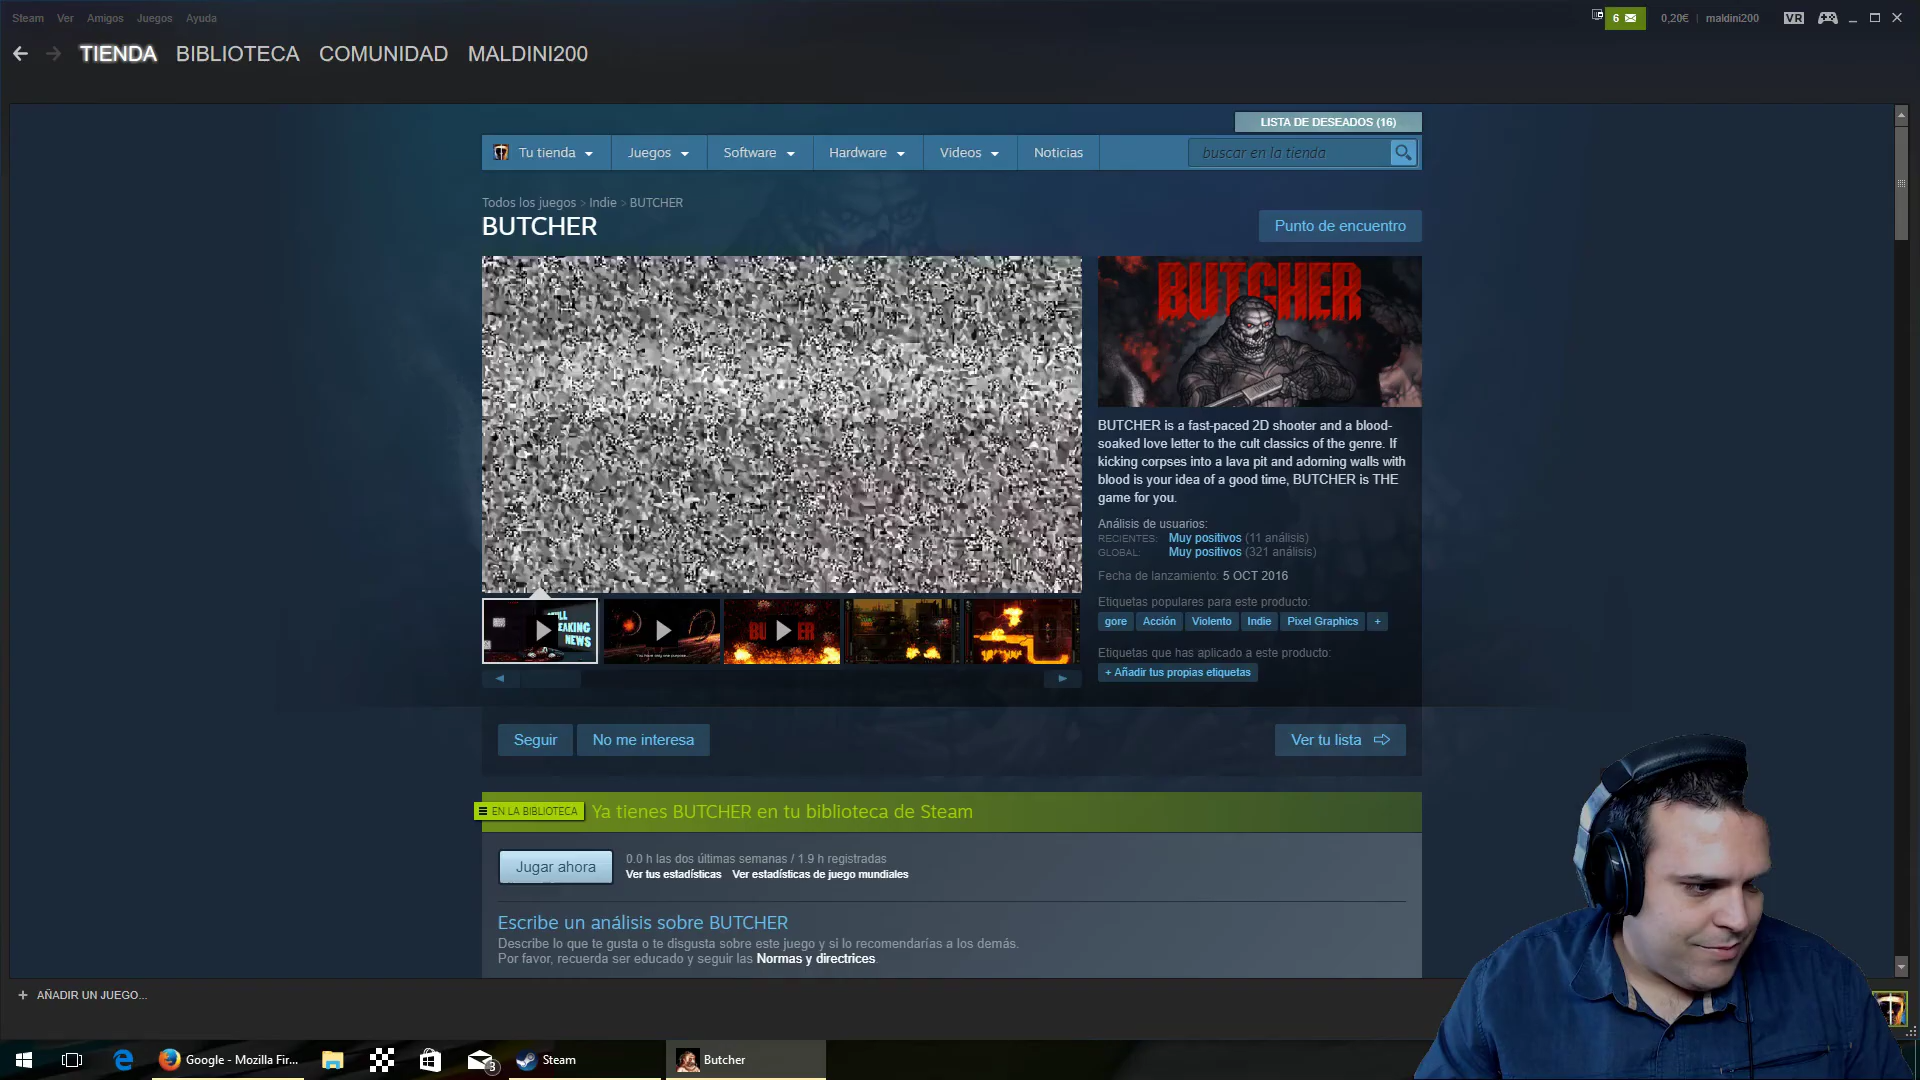 Steam Ver Amigos Juegos Ayuda
6 0,20€ | maldini200 VR
TIENDA BIBLIOTECA COMUNIDAD MALDINI200
LISTA DE DESEADOS (16)
Tu tienda Juegos Software Hardware Videos Noticias buscar en la tienda
Todos los juegos > Indie > BUTCHER
BUTCHER
Punto de encuentro
BUTCHER
BUTCHER is a fast-paced 2D shooter and a blood-
soaked love letter to the cult classics of the genre. If
kicking corpses into a lava pit and adorning walls with
blood is your idea of a good time, BUTCHER is THE
game for you.
Análisis de usuarios:
RECIENTES: Muy positivos (11 análisis)
GLOBAL: Muy positivos (321 análisis)
Fecha de lanzamiento: 5 OCT 2016
Etiquetas populares para este producto:
gore Acción Violento Indie Pixel Graphics +
Etiquetas que has aplicado a este producto:
+ Añadir tus propias etiquetas
NEWS
You have only one purpose...
Seguir No me interesa Ver tu lista
EN LA BIBLIOTECA Ya tienes BUTCHER en tu biblioteca de Steam
Jugar ahora
0.0 h las dos últimas semanas / 1.9 h registradas
Ver tus estadísticas Ver estadísticas de juego mundiales
Escribe un análisis sobre BUTCHER
Describe lo que te gusta o te disgusta sobre este juego y si lo recomendarías a los demás.
Por favor, recuerda ser educado y seguir las Normas y directrices.
+ AÑADIR UN JUEGO...
Google - Mozilla Fir... 3 Steam Butcher